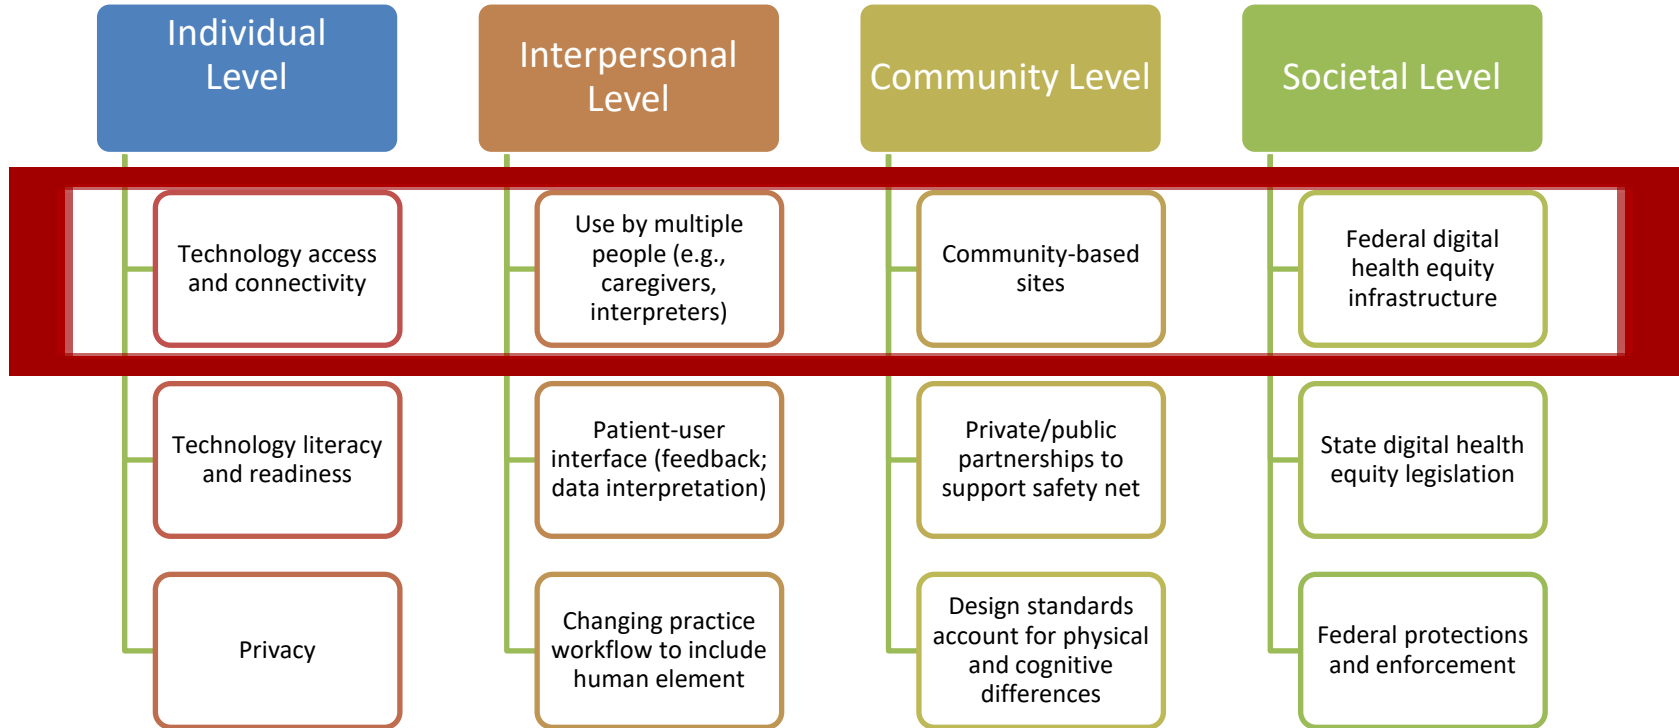 Individual
Level
Interpersonal
Level
Community Level
Societal Level
Technology access
and connectivity
Use by multiple
people (e.g.,
caregivers,
interpreters)
Community-based
sites
Federal digital
health equity
infrastructure
Technology literacy
and readiness
Patient-user
interface (feedback;
data interpretation)
Private/public
partnerships to
support safety net
State digital health
equity legislation
Privacy
Changing practice
workflow to include
human element
Design standards
account for physical
and cognitive
differences
Federal protections
and enforcement